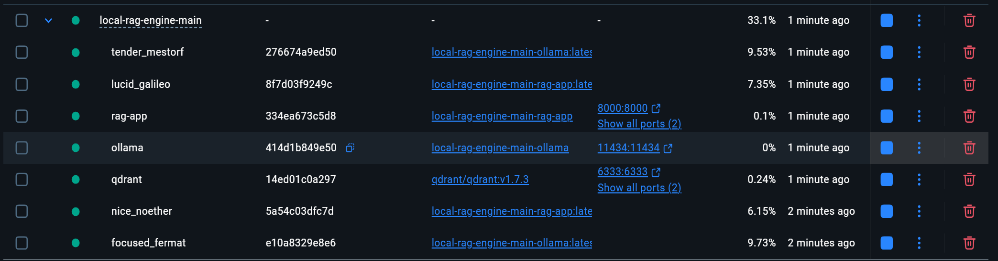 local-rag-engine-main - - - 33.1% 1 minute ago
tender_mestorf 276674a9ed50 local-rag-engine-main-ollama:lates 9.53% 1 minute ago
lucid_galileo 8f7d03f9249c local-rag-engine-main-rag-app:late 7.35% 1 minute ago
rag-app 334ea673c5d8 local-rag-engine-main-rag-app 8000:8000 0.1% 1 minute ago
Show all ports (2)
ollama 414d1b849e50 local-rag-engine-main-ollama 11434:11434 0% 1 minute ago
qdrant 14ed01c0a297 qdrant/qdrant:v1.7.3 6333:6333 0.24% 1 minute ago
Show all ports (2)
nice_noether 5a54c03dfc7d local-rag-engine-main-rag-app:late 6.15% 2 minutes ago
focused_fermat e10a8329e8e6 local-rag-engine-main-ollama:lates 9.73% 2 minutes ago